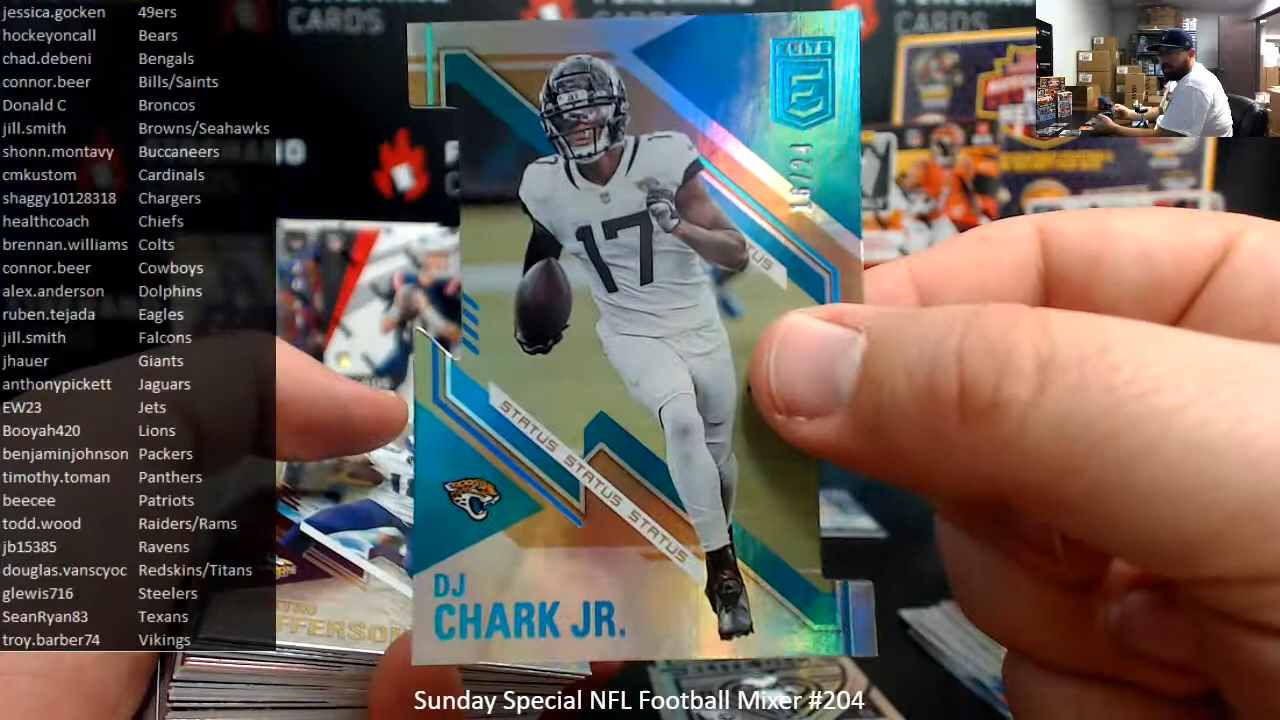 jessica.gocken 49ers
hockeyoncall Bears
chad.debeni Bengals
connor.beer Bills/Saints
Donald C Broncos
jill.smith Browns/Seahawks
shonn.montavy Buccaneers
cmkustom Cardinals
shaggy10128318 Chargers
healthcoach Chiefs
brennan.williams Colts
connor.beer Cowboys
alex.anderson Dolphins
ruben.tejada Eagles
jill.smith Falcons
jhauer Giants
anthonypickett Jaguars
EW23 Jets
Booyah420 Lions
benjaminjohnson Packers
timothy.toman Panthers
beecee Patriots
todd.wood Raiders/Rams
jb15385 Ravens
douglas.vanscyoc Redskins/Titans
glewis716 Steelers
SeanRyan83 Texans
troy.barber74 Vikings
CARDS
ELITE
E
17
US
STATUS STATUS STATUS
DJ
CHARK JR.
FFERSON
Sunday Special NFL Football Mixer #204